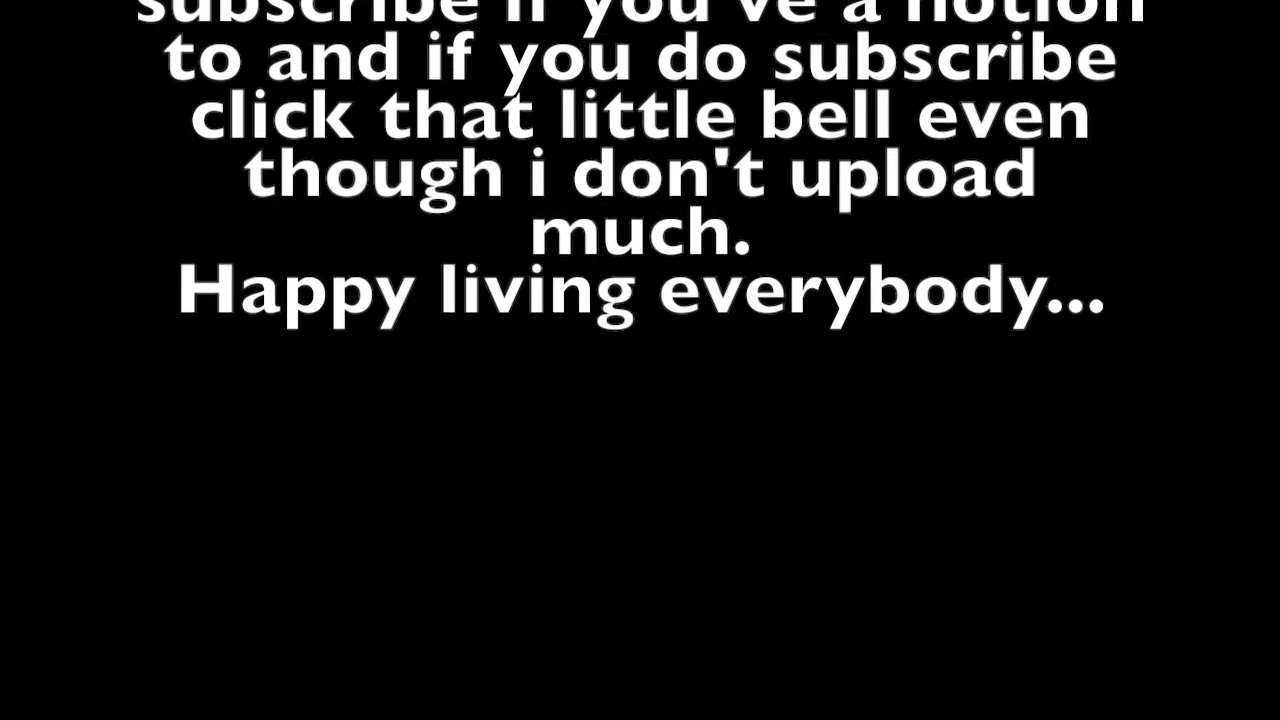 subscribe if you've a notion
to and if you do subscribe
click that little bell even
though i don't upload
much.
Happy living everybody...